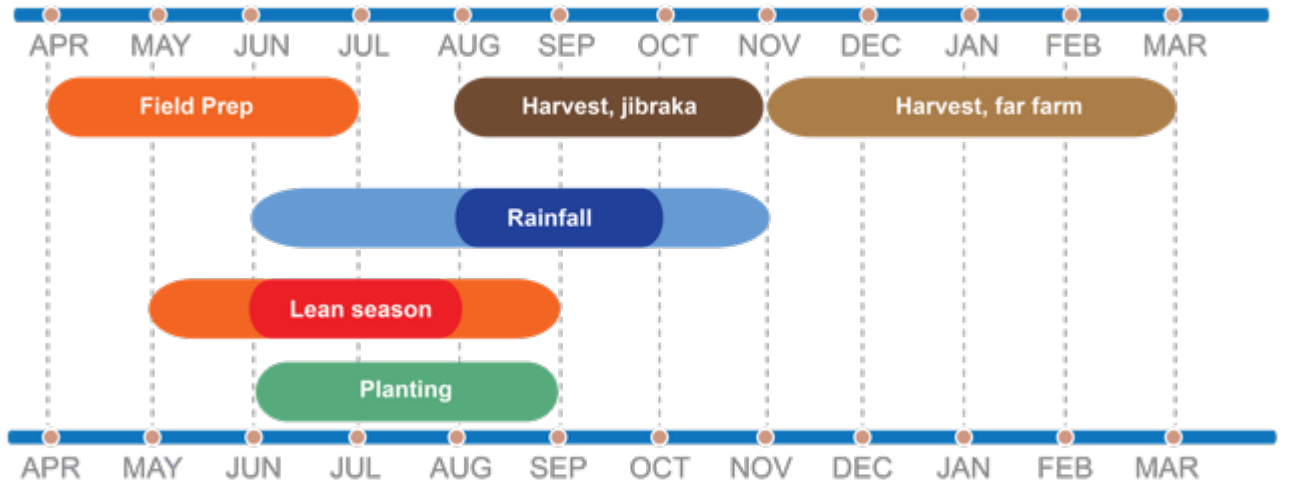 APR MAY JUN JUL AUG SEP OCT NOV DEC JAN FEB MAR
Field Prep Harvest, jibraka Harvest, far farm
Rainfall
Lean season
Planting
APR MAY JUN JUL AUG SEP OCT NOV DEC JAN FEB MAR